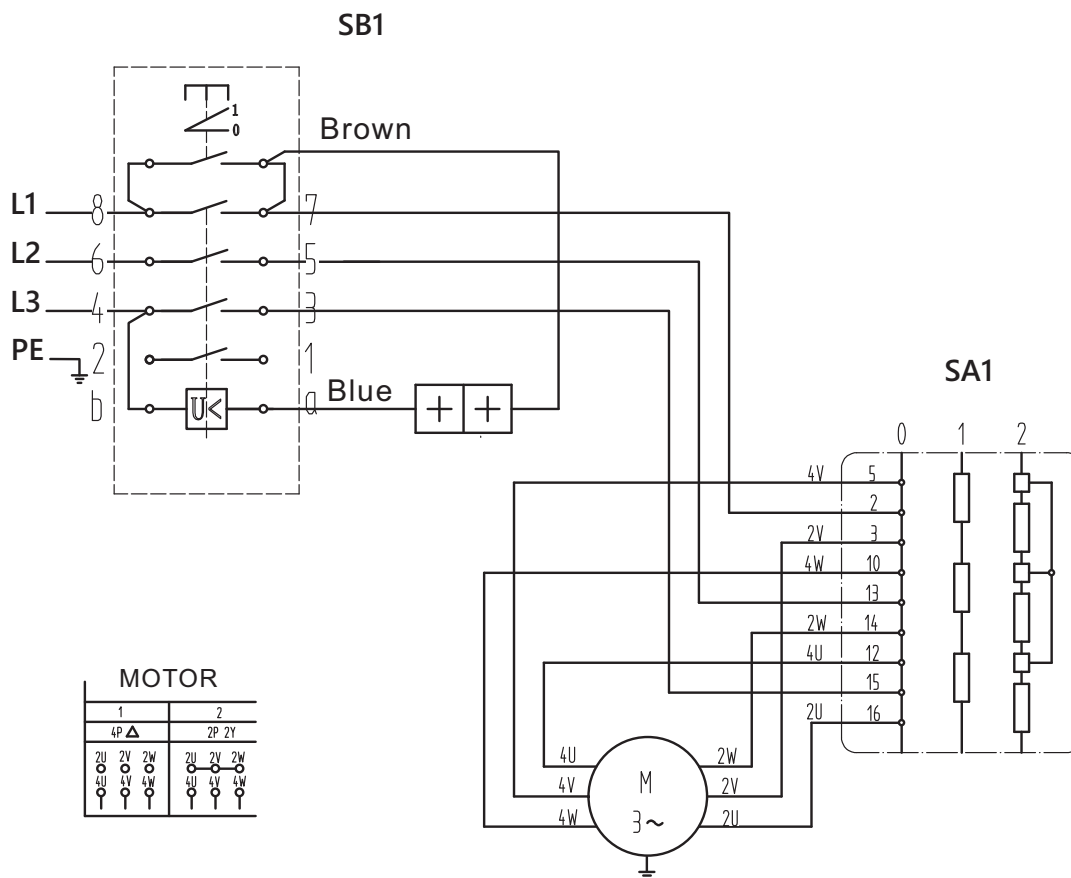 SB1
1
0
Brown
L1 8 7
L2 6 5
L3 4 3
PE 2 1
b U< a
Blue
+ +
SA1
0 1 2
4V 5
2
2V 3
4W 10
13
2W 14
4U 12
15
2U 16
4U 2W
4V M 2V
4W 3~ 2U
MOTOR
1 2
4P △ 2P 2Y
2U 2V 2W 2U 2V 2W
4U 4V 4W 4U 4V 4W